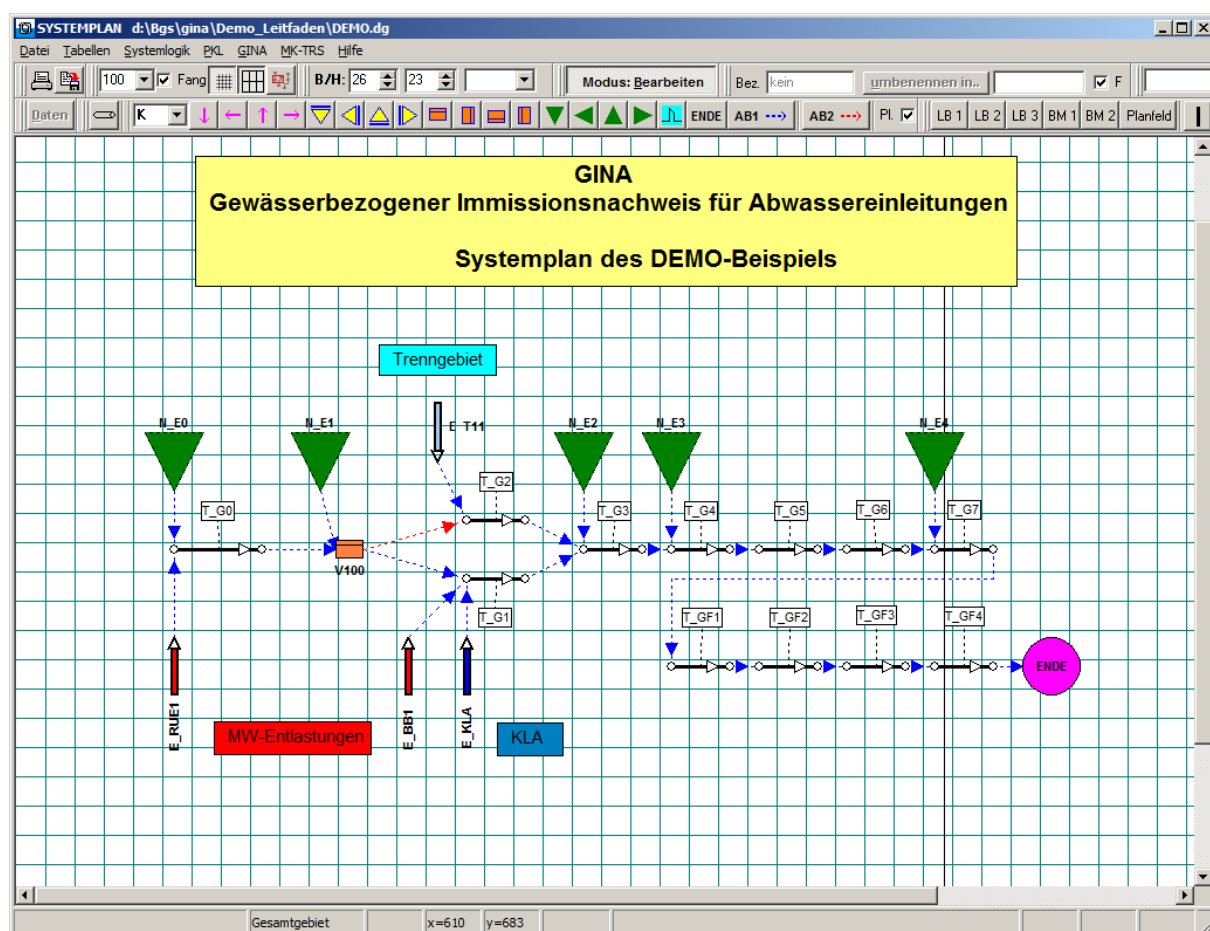 SYSTEMPLAN d:\Bgs\gina\Demo_Leitfaden\DEMO.dg
Datei Tabellen Systemlogik PKL GINA MK-TRS Hilfe
100 Fang B/H: 26 23 Modus: Bearbeiten Bez. kein umbenennen in.. F
Daten K ENDE AB1 AB2 Pl. LB 1 LB 2 LB 3 BM 1 BM 2 Planfeld
GINA
Gewässerbezogener Immissionsnachweis für Abwassereinleitungen
Systemplan des DEMO-Beispiels
Trenngebiet
N_E0 N_E1 E_T11 N_E2 N_E3 N_E4
T_G2
T_G0 T_G3 T_G4 T_G5 T_G6 T_G7
V100
T_G1 T_GF1 T_GF2 T_GF3 T_GF4
ENDE
E_RUE1 E_BB1 E_KLA
MW-Entlastungen KLA
Gesamtgebiet x=610 y=683